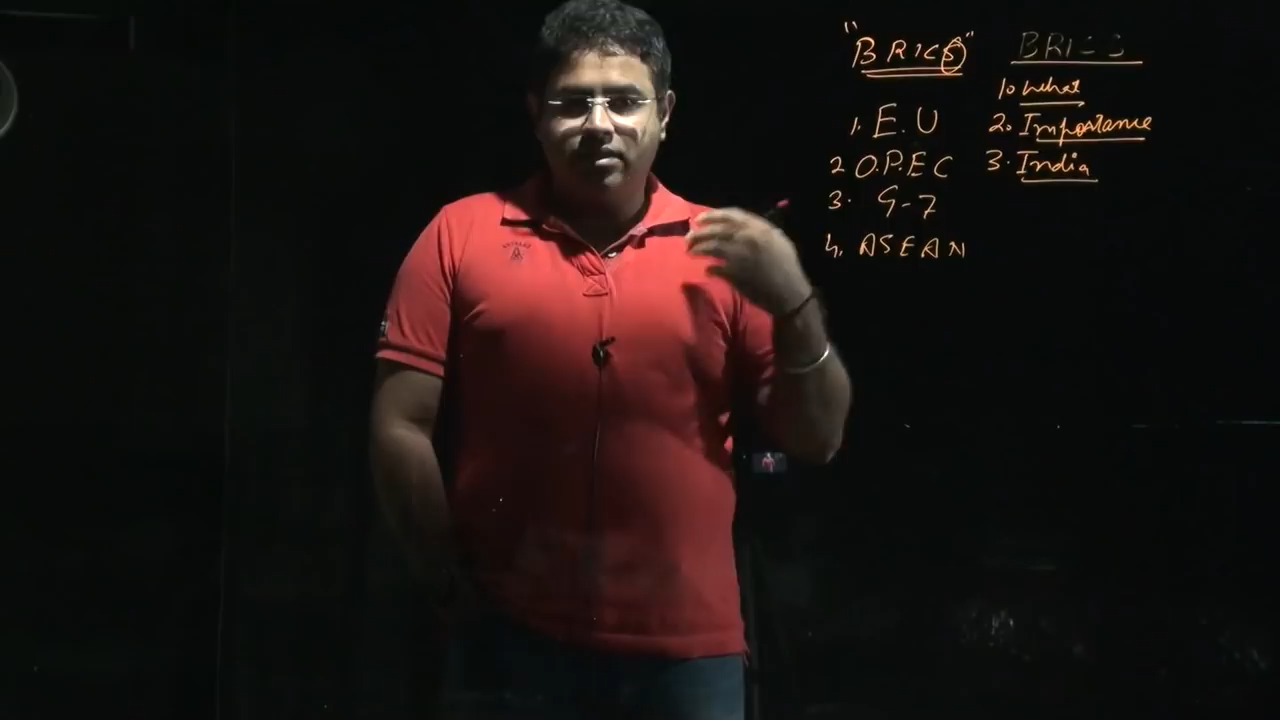 "BRICS"
1. E.U
2 O.P.E C
3. G-7
4. ASEAN
BRICS
1. What
2. Importance
3. India